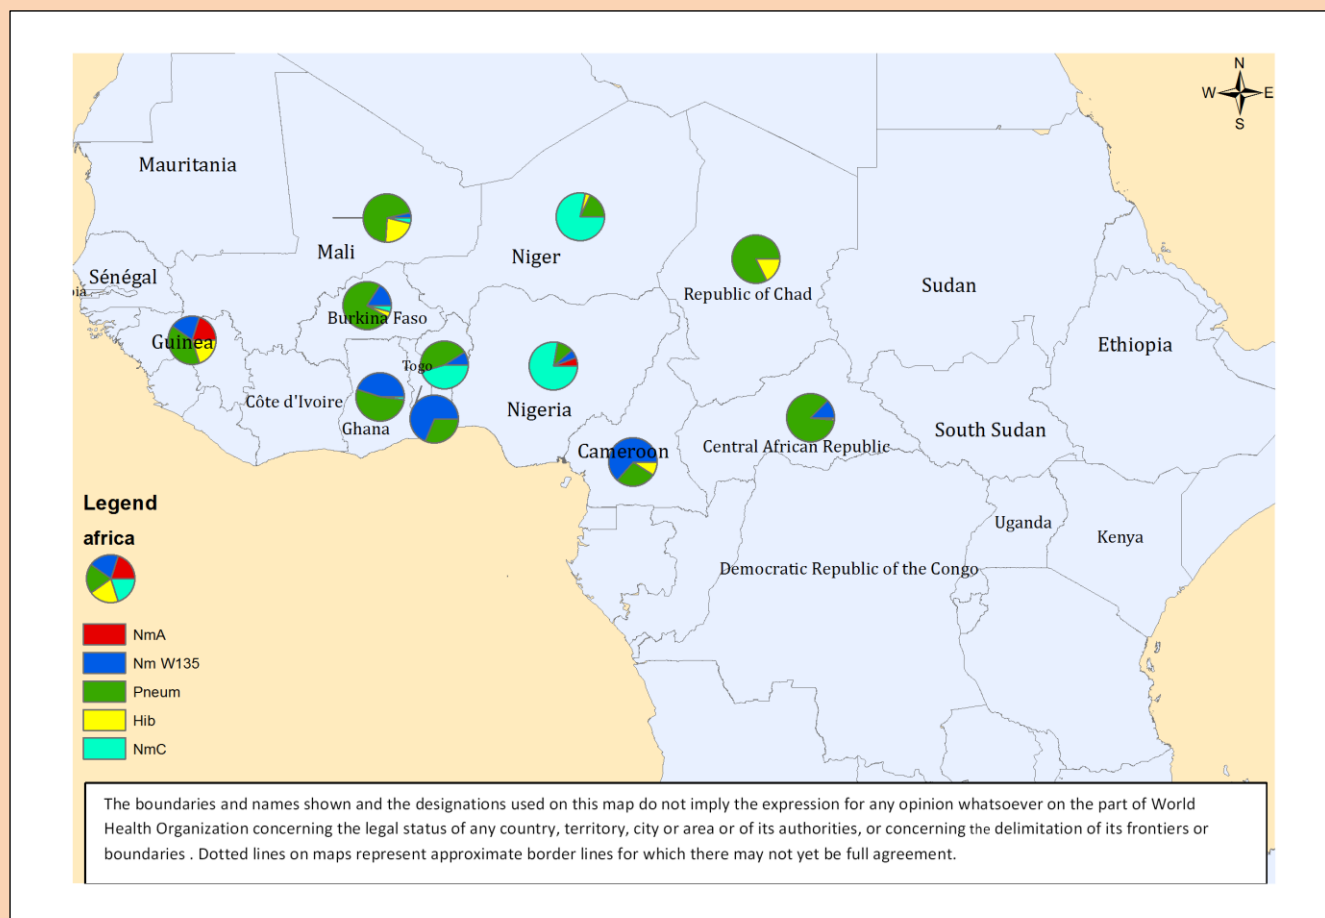 N
W E
S
Mauritania
Mali
Niger
Sénégal
Republic of Chad
Sudan
Burkina Faso
Guinea
Ethiopia
Togo
Côte d'Ivoire
Nigeria
Ghana
South Sudan
Cameroon
Central African Republic
Legend
Uganda
Kenya
africa
Democratic Republic of the Congo
NmA
Nm W135
Pneum
Hib
NmC
The boundaries and names shown and the designations used on this map do not imply the expression for any opinion whatsoever on the part of World
Health Organization concerning the legal status of any country, territory, city or area or of its authorities, or concerning the delimitation of its frontiers or
boundaries . Dotted lines on maps represent approximate border lines for which there may not yet be full agreement.